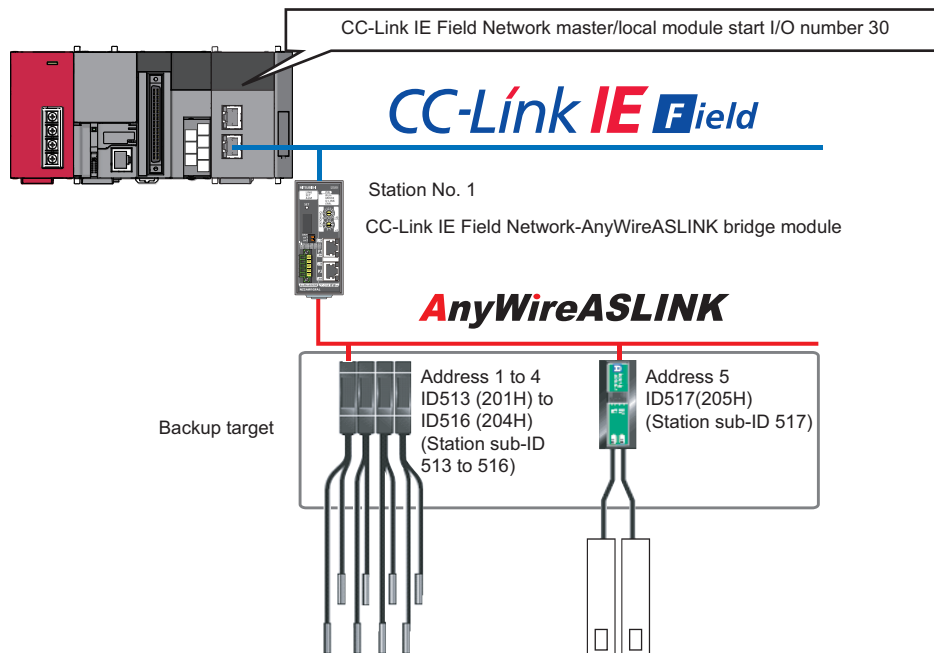 CC-Link IE Field Network master/local module start I/O number 30
CC-Link IE Field
Station No. 1
CC-Link IE Field Network-AnyWireASLINK bridge module
AnyWireASLINK
Address 1 to 4
ID513 (201H) to
ID516 (204H)
(Station sub-ID
513 to 516)
Address 5
ID517(205H)
(Station sub-ID 517)
Backup target